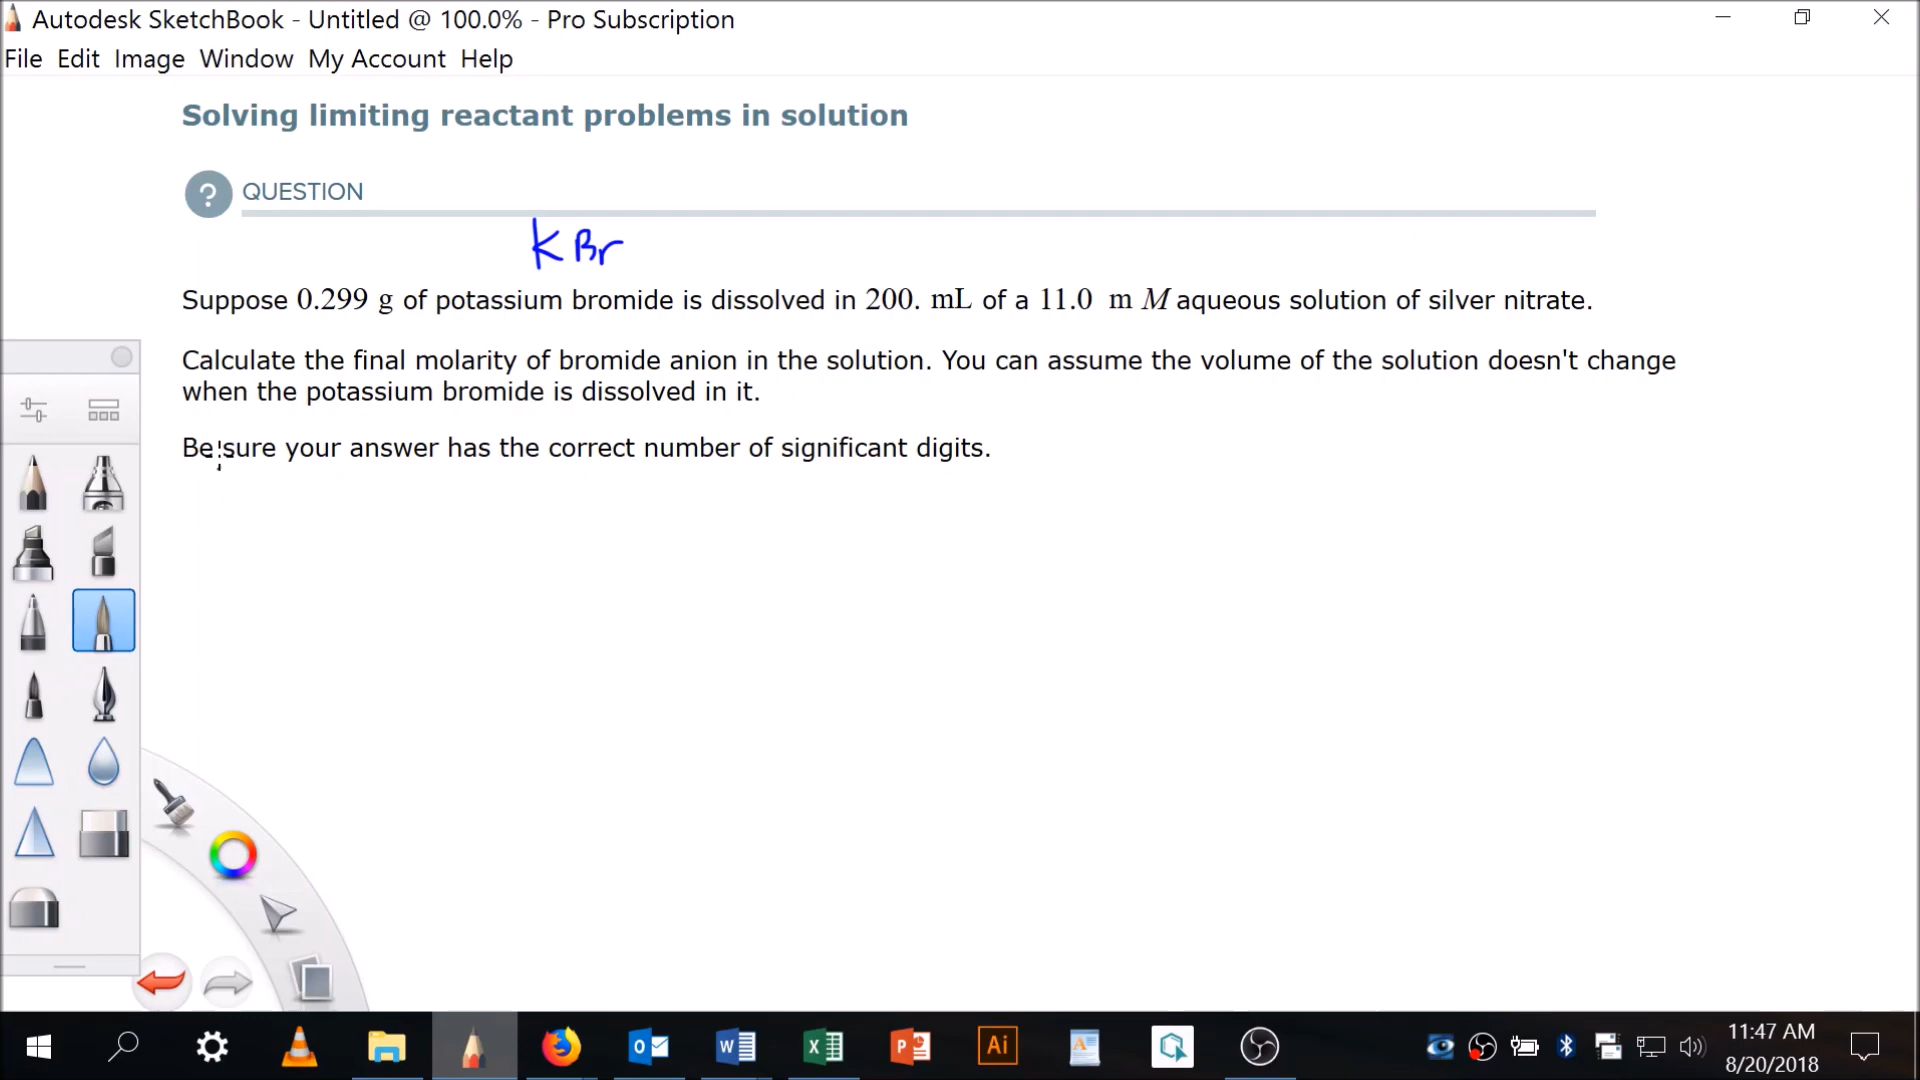 Autodesk SketchBook - Untitled @ 100.0% - Pro Subscription
File Edit Image Window My Account Help
Solving limiting reactant problems in solution
? QUESTION
KBr
Suppose 0.299 g of potassium bromide is dissolved in 200. mL of a 11.0 m M aqueous solution of silver nitrate.
Calculate the final molarity of bromide anion in the solution. You can assume the volume of the solution doesn't change
when the potassium bromide is dissolved in it.
Be sure your answer has the correct number of significant digits.
11:47 AM
8/20/2018